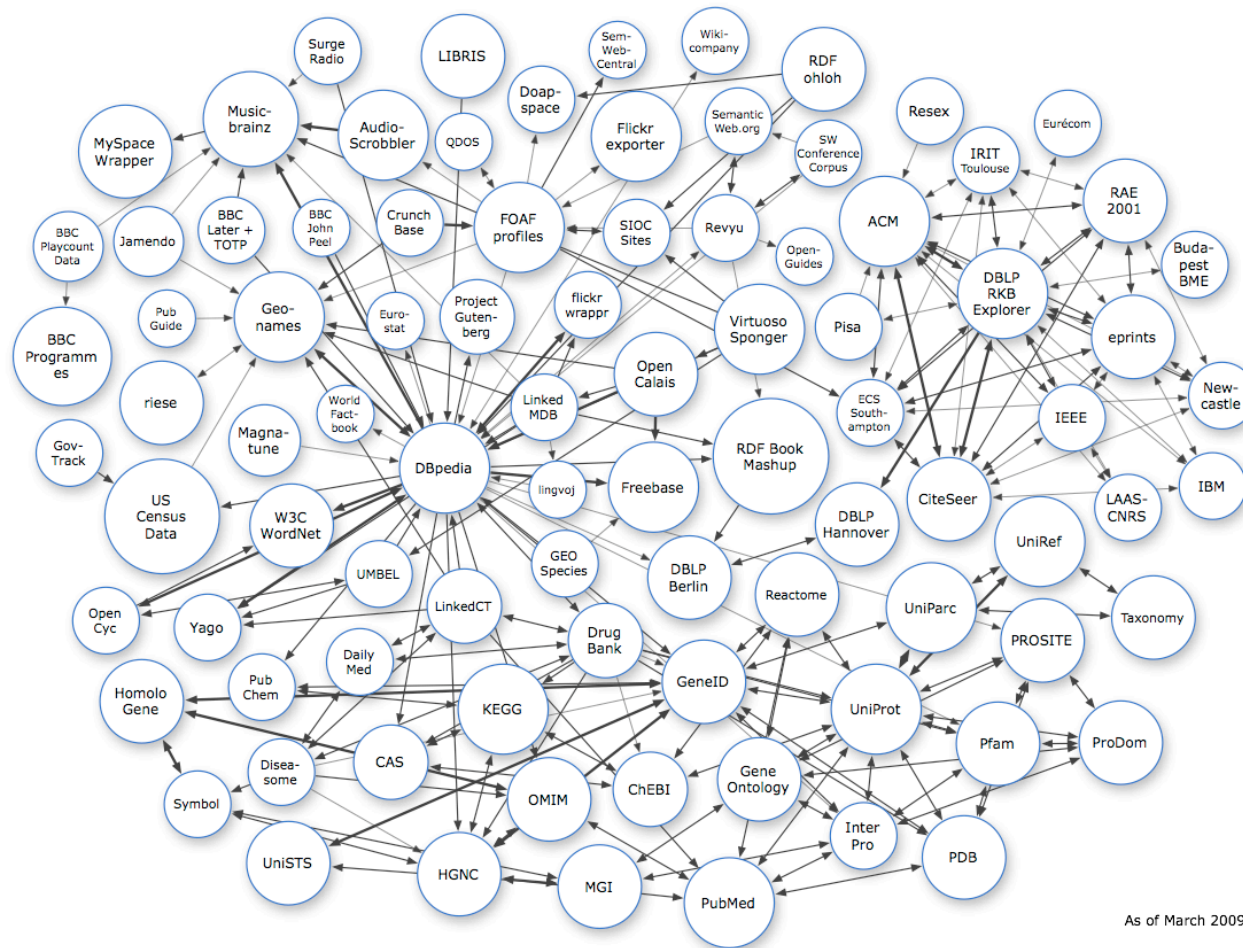 Surge
Radio
LIBRIS
Sem-
Web-
Central
Wiki-
company
RDF
ohloh
Doap-
space
Music-
brainz
MySpace
Wrapper
Audio-
Scrobbler
QDOS
Flickr
exporter
Semantic
Web.org
SW
Conference
Corpus
Resex
Eurécom
IRIT
Toulouse
RAE
2001
ACM
BBC
Playcount
Data
Jamendo
BBC
Later +
TOTP
BBC
John
Peel
Crunch
Base
FOAF
profiles
SIOC
Sites
Revyu
Open-
Guides
DBLP
RKB
Explorer
Buda-
pest
BME
Pub
Guide
Geo-
names
Euro-
stat
Project
Guten-
berg
flickr
wrappr
Virtuoso
Sponger
Pisa
eprints
BBC
Programm
es
riese
World
Fact-
book
Linked
MDB
Open
Calais
ECS
South-
ampton
IEEE
New-
castle
Gov-
Track
Magna-
tune
DBpedia
lingvoj
Freebase
RDF Book
Mashup
CiteSeer
LAAS-
CNRS
IBM
US
Census
Data
W3C
WordNet
DBLP
Hannover
UMBEL
GEO
Species
DBLP
Berlin
UniRef
Open
Cyc
Yago
LinkedCT
Reactome
UniParc
Taxonomy
Daily
Med
Drug
Bank
PROSITE
Homolo
Gene
Pub
Chem
KEGG
GeneID
UniProt
Pfam
ProDom
Disea-
some
CAS
ChEBI
Gene
Ontology
Symbol
OMIM
Inter
Pro
UniSTS
HGNC
MGI
PubMed
PDB
As of March 2009